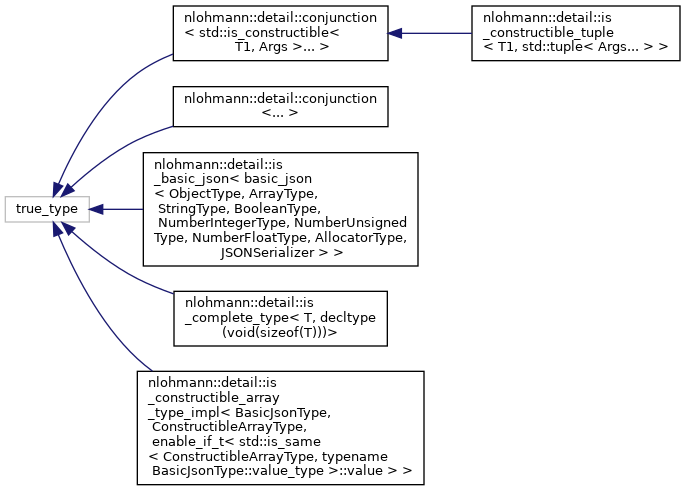 nlohmann::detail::conjunction
< std::is_constructible<
T1, Args >... >
nlohmann::detail::is
_constructible_tuple
< T1, std::tuple< Args... > >
nlohmann::detail::conjunction
<... >
nlohmann::detail::is
_basic_json< basic_json
< ObjectType, ArrayType,
StringType, BooleanType,
NumberIntegerType, NumberUnsigned
Type, NumberFloatType, AllocatorType,
JSONSerializer > >
true_type
nlohmann::detail::is
_complete_type< T, decltype
(void(sizeof(T)))>
nlohmann::detail::is
_constructible_array
_type_impl< BasicJsonType,
ConstructibleArrayType,
enable_if_t< std::is_same
< ConstructibleArrayType, typename
BasicJsonType::value_type >::value > >